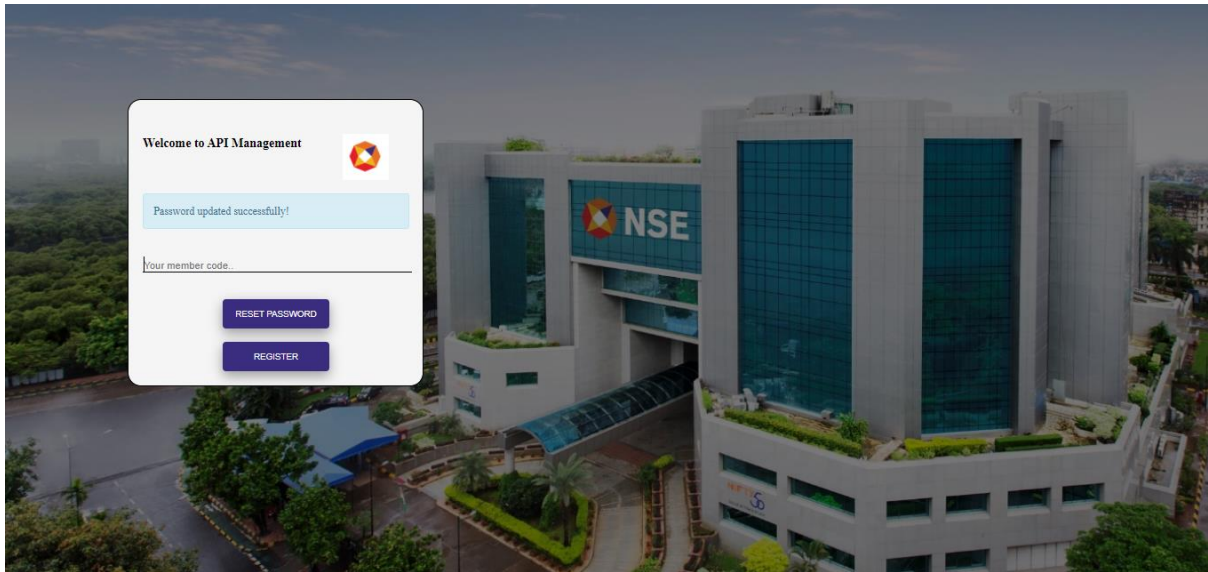 Welcome to API Management
Password updated successfully!
Your member code..
RESET PASSWORD
REGISTER
NSE